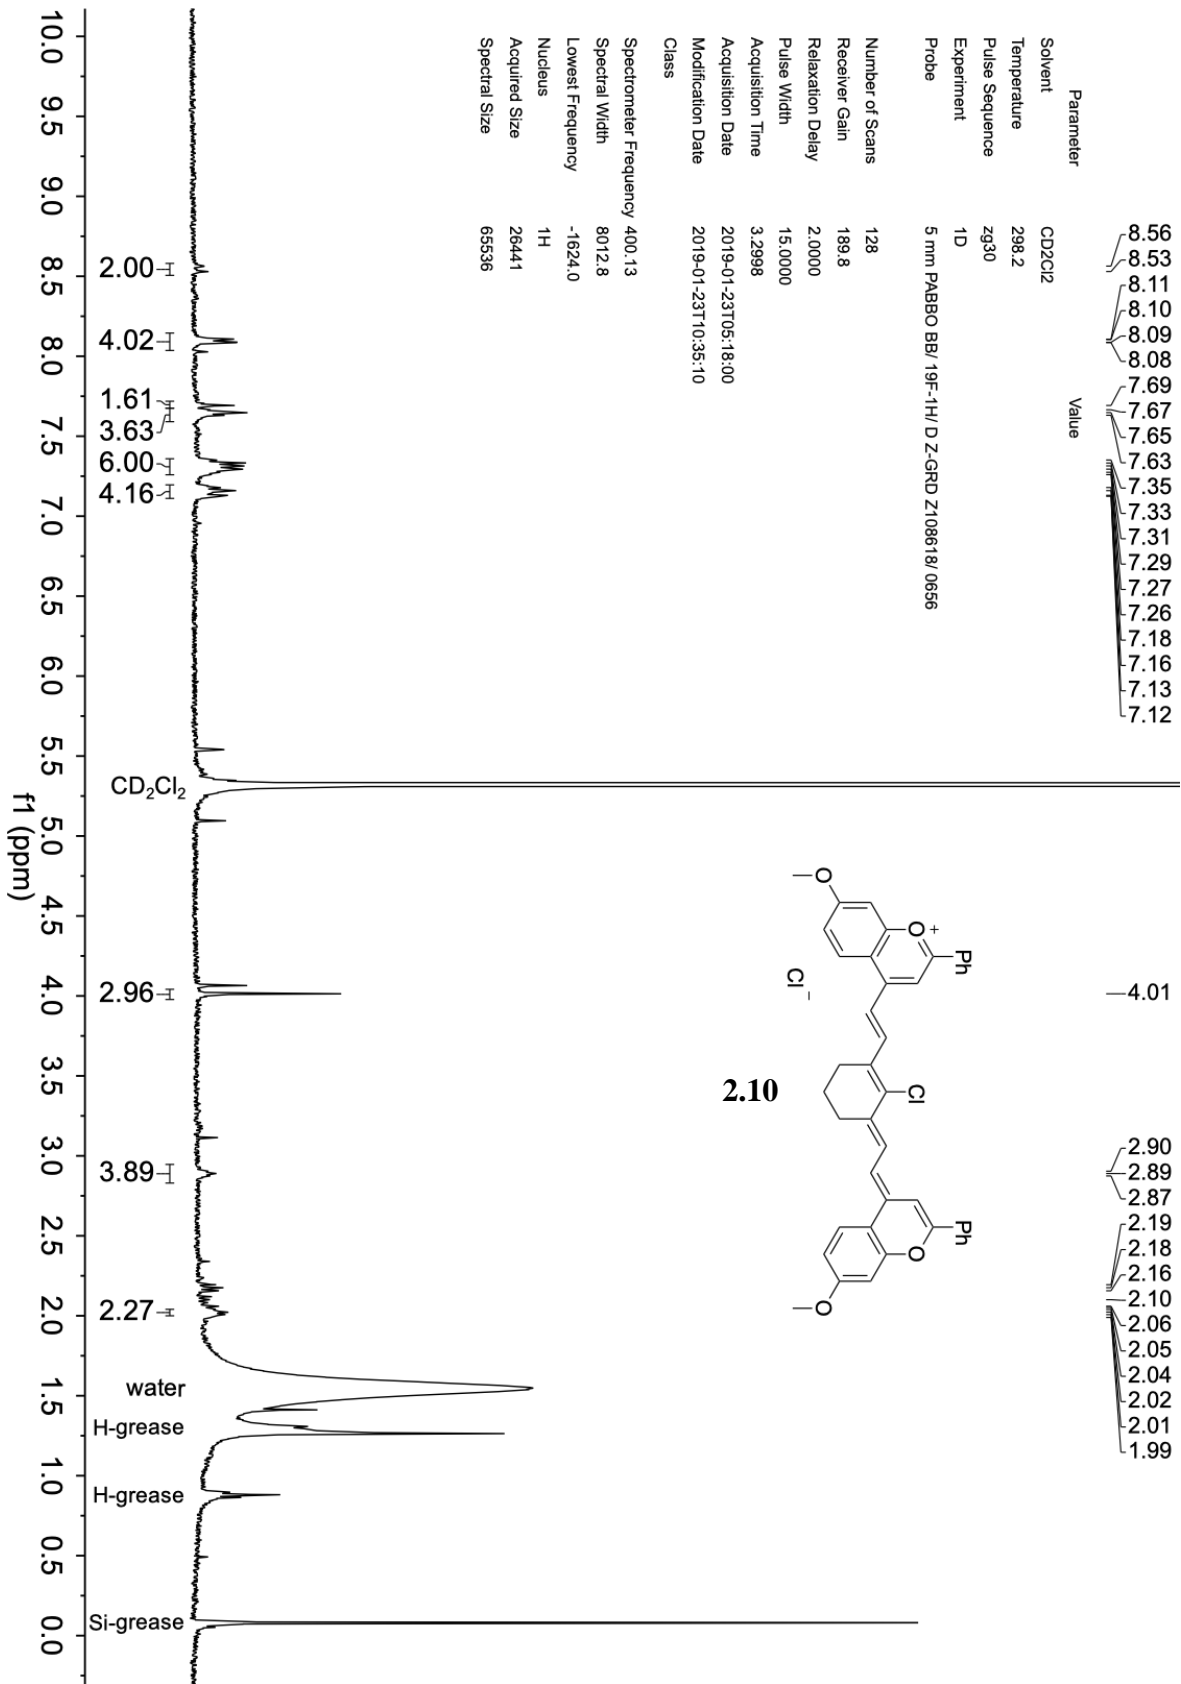 8.56
8.53
8.11
8.10
8.09
8.08
7.69
7.67
7.65
7.63
7.35
7.33
7.31
7.29
7.27
7.26
7.18
7.16
7.13
7.12
4.01
2.90
2.89
2.87
2.19
2.18
2.16
2.10
2.06
2.05
2.04
2.02
2.01
1.99
Parameter Value
Solvent CD2Cl2
Temperature 298.2
Pulse Sequence zg30
Experiment 1D
Probe 5 mm PABBO BB/ 19F-1H/ D Z-GRD Z108618/ 0656
Number of Scans 128
Receiver Gain 189.8
Relaxation Delay 2.0000
Pulse Width 15.0000
Acquisition Time 3.2998
Acquisition Date 2019-01-23T05:18:00
Modification Date 2019-01-23T10:35:10
Class
Spectrometer Frequency 400.13
Spectral Width 8012.8
Lowest Frequency -1624.0
Nucleus 1H
Acquired Size 26441
Spectral Size 65536
Ph Ph
O + Cl O
O Cl − O
2.10
CD₂Cl₂
water
H-grease
H-grease
Si-grease
2.00
4.02
1.61
3.63
6.00
4.16
2.96
3.89
2.27
10.0 9.5 9.0 8.5 8.0 7.5 7.0 6.5 6.0 5.5 5.0 4.5 4.0 3.5 3.0 2.5 2.0 1.5 1.0 0.5 0.0
f1 (ppm)